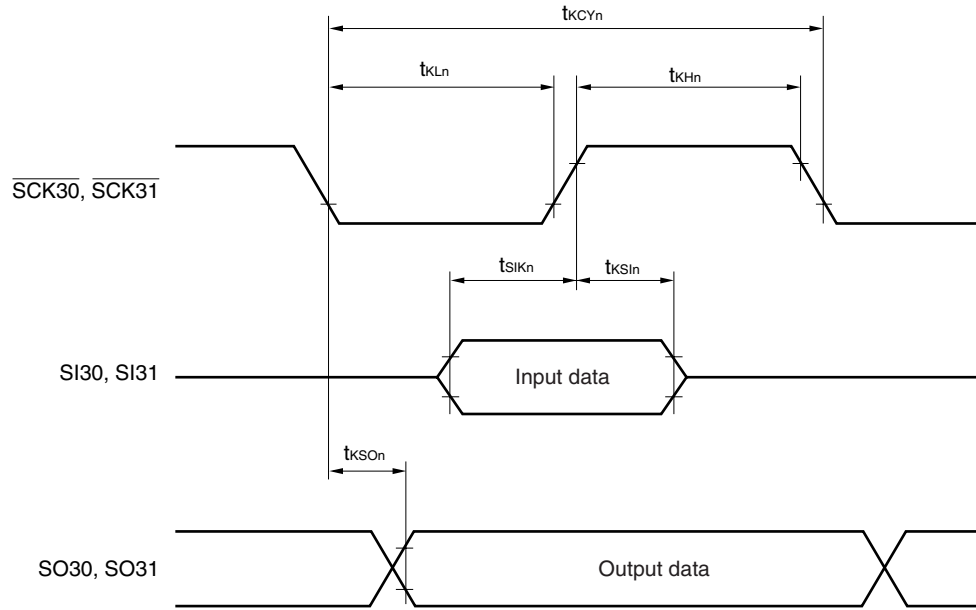 tKCYn
tKLn
tKHn
SCK30, SCK31
tSIKn
tKSIn
SI30, SI31
Input data
tKSOn
SO30, SO31
Output data